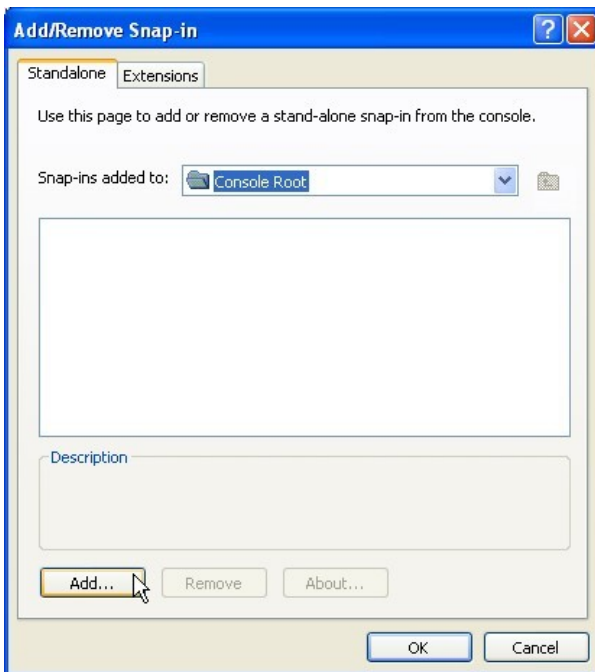 Add/Remove Snap-in
Standalone Extensions
Use this page to add or remove a stand-alone snap-in from the console.
Snap-ins added to: Console Root
Description
Add... Remove About...
OK Cancel